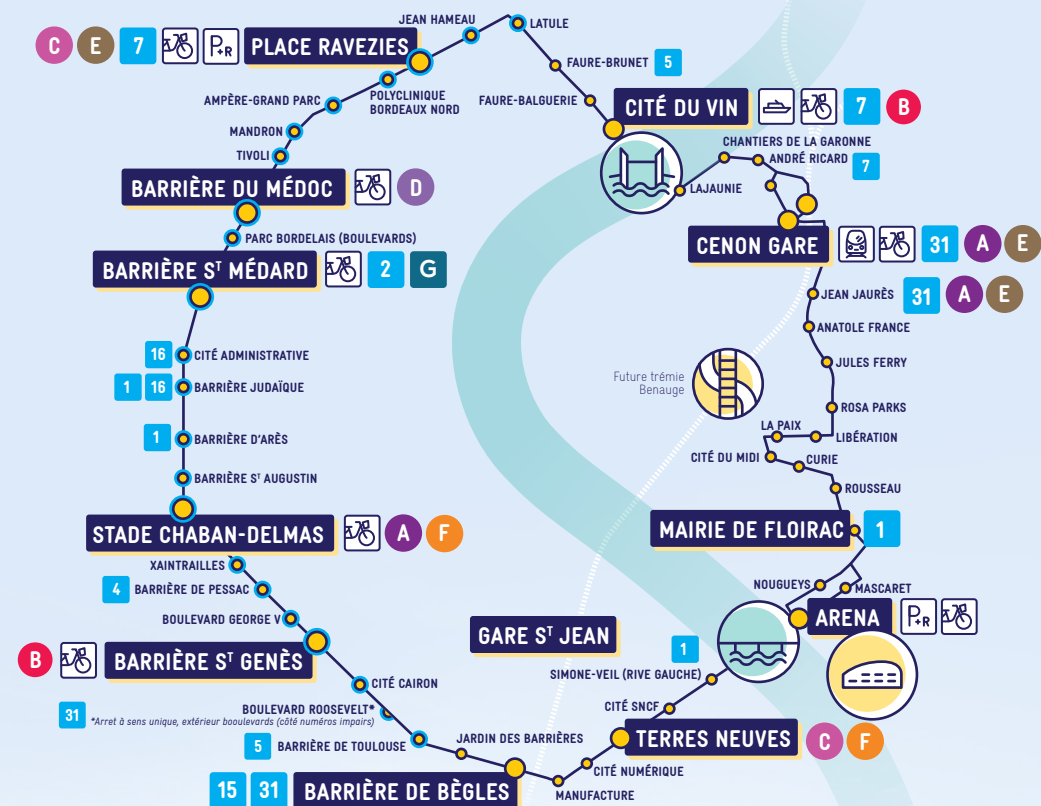 JEAN HAMEAU
LATULE
C E 7 P+R PLACE RAVEZIES
FAURE-BRUNET 5
POLYCLINIQUE
BORDEAUX NORD
AMPÈRE-GRAND PARC
FAURE-BALGUERIE
CITÉ DU VIN 7 B
MANDRON
TIVOLI
CHANTIERS DE LA GARONNE
ANDRÉ RICARD 7
LAJAUNIE
BARRIÈRE DU MÉDOC D
PARC BORDELAIS (BOULEVARDS)
CENON GARE 31 A E
BARRIÈRE ST MÉDARD 2 G
JEAN JAURÈS 31 A E
ANATOLE FRANCE
16 CITÉ ADMINISTRATIVE
JULES FERRY
1 16 BARRIÈRE JUDAÏQUE
Future trémie
Benauge
ROSA PARKS
1 BARRIÈRE D'ARÈS
LA PAIX
LIBÉRATION
CITÉ DU MIDI
CURIE
BARRIÈRE ST AUGUSTIN
ROUSSEAU
STADE CHABAN-DELMAS A F
MAIRIE DE FLOIRAC 1
XAINTRAILLES
4 BARRIÈRE DE PESSAC
NOUGUEYS
MASCARET
BOULEVARD GEORGE V
ARENA P+R
B BARRIÈRE ST GENÈS
GARE ST JEAN
1
SIMONE-VEIL (RIVE GAUCHE)
CITÉ CAIRON
CITÉ SNCF
BOULEVARD ROOSEVELT*
31 *Arret à sens unique, extérieur baoulevards (côté numéros impairs)
5 BARRIÈRE DE TOULOUSE
JARDIN DES BARRIÈRES
TERRES NEUVES C F
CITÉ NUMÉRIQUE
15 31 BARRIÈRE DE BÈGLES
MANUFACTURE